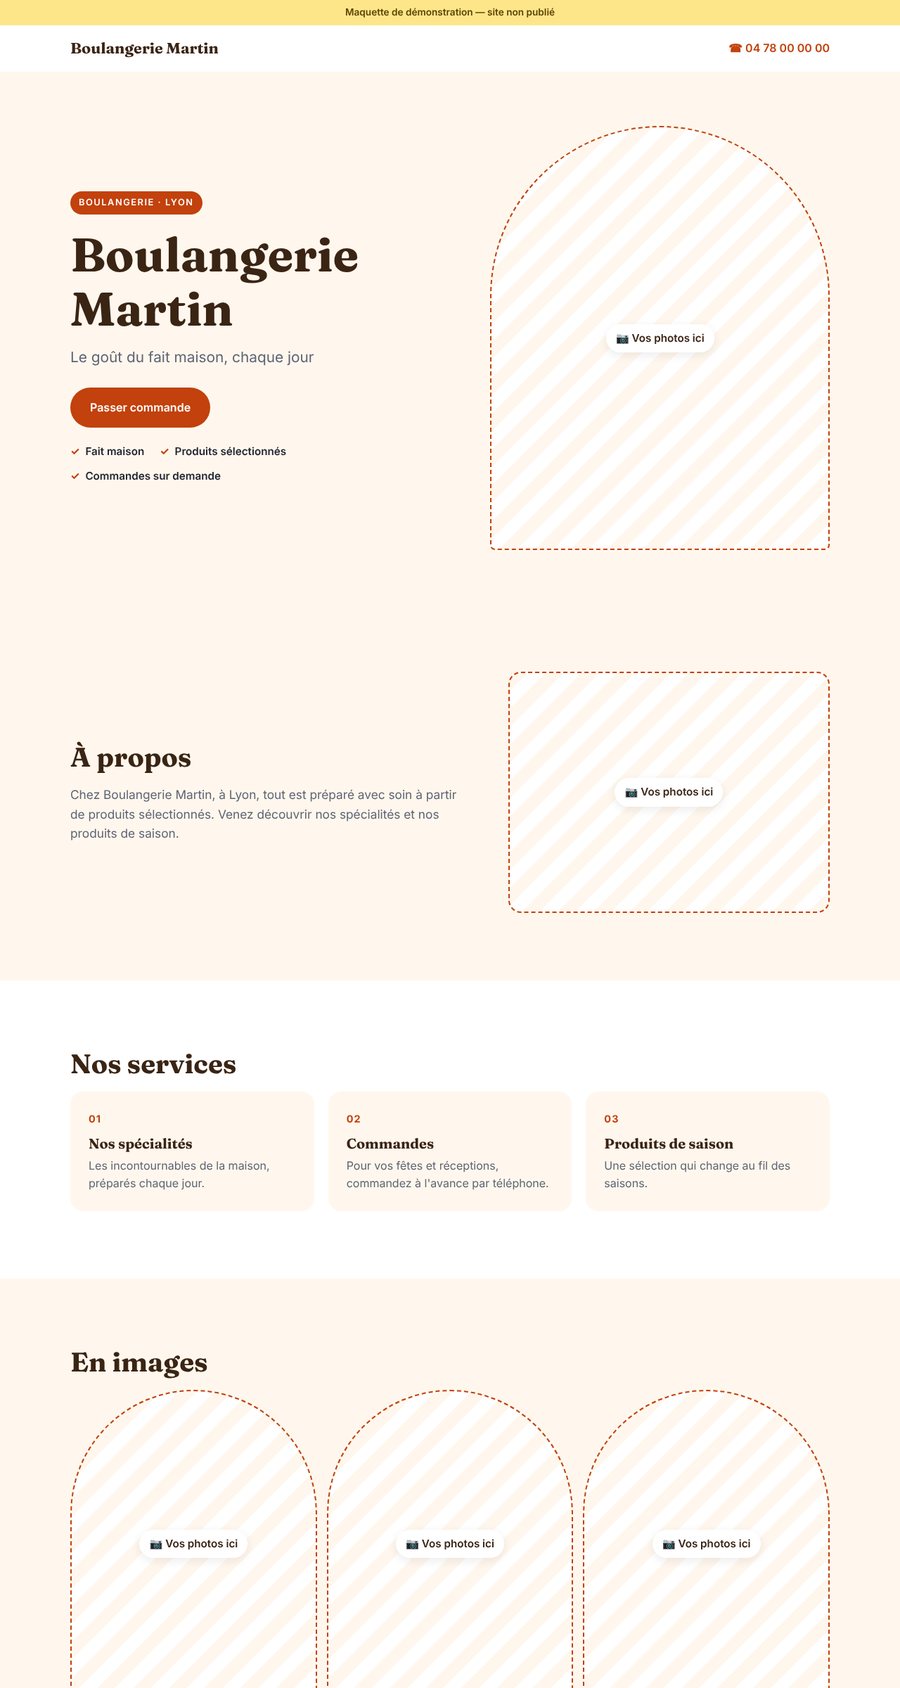 Maquette de démonstration — site non publié
Boulangerie Martin
☎ 04 78 00 00 00
BOULANGERIE · LYON
Boulangerie
Martin
Le goût du fait maison, chaque jour
Passer commande
✓ Fait maison ✓ Produits sélectionnés
✓ Commandes sur demande
📷 Vos photos ici
À propos
Chez Boulangerie Martin, à Lyon, tout est préparé avec soin à partir
de produits sélectionnés. Venez découvrir nos spécialités et nos
produits de saison.
📷 Vos photos ici
Nos services
01
Nos spécialités
Les incontournables de la maison,
préparés chaque jour.
02
Commandes
Pour vos fêtes et réceptions,
commandez à l'avance par téléphone.
03
Produits de saison
Une sélection qui change au fil des
saisons.
En images
📷 Vos photos ici
📷 Vos photos ici
📷 Vos photos ici